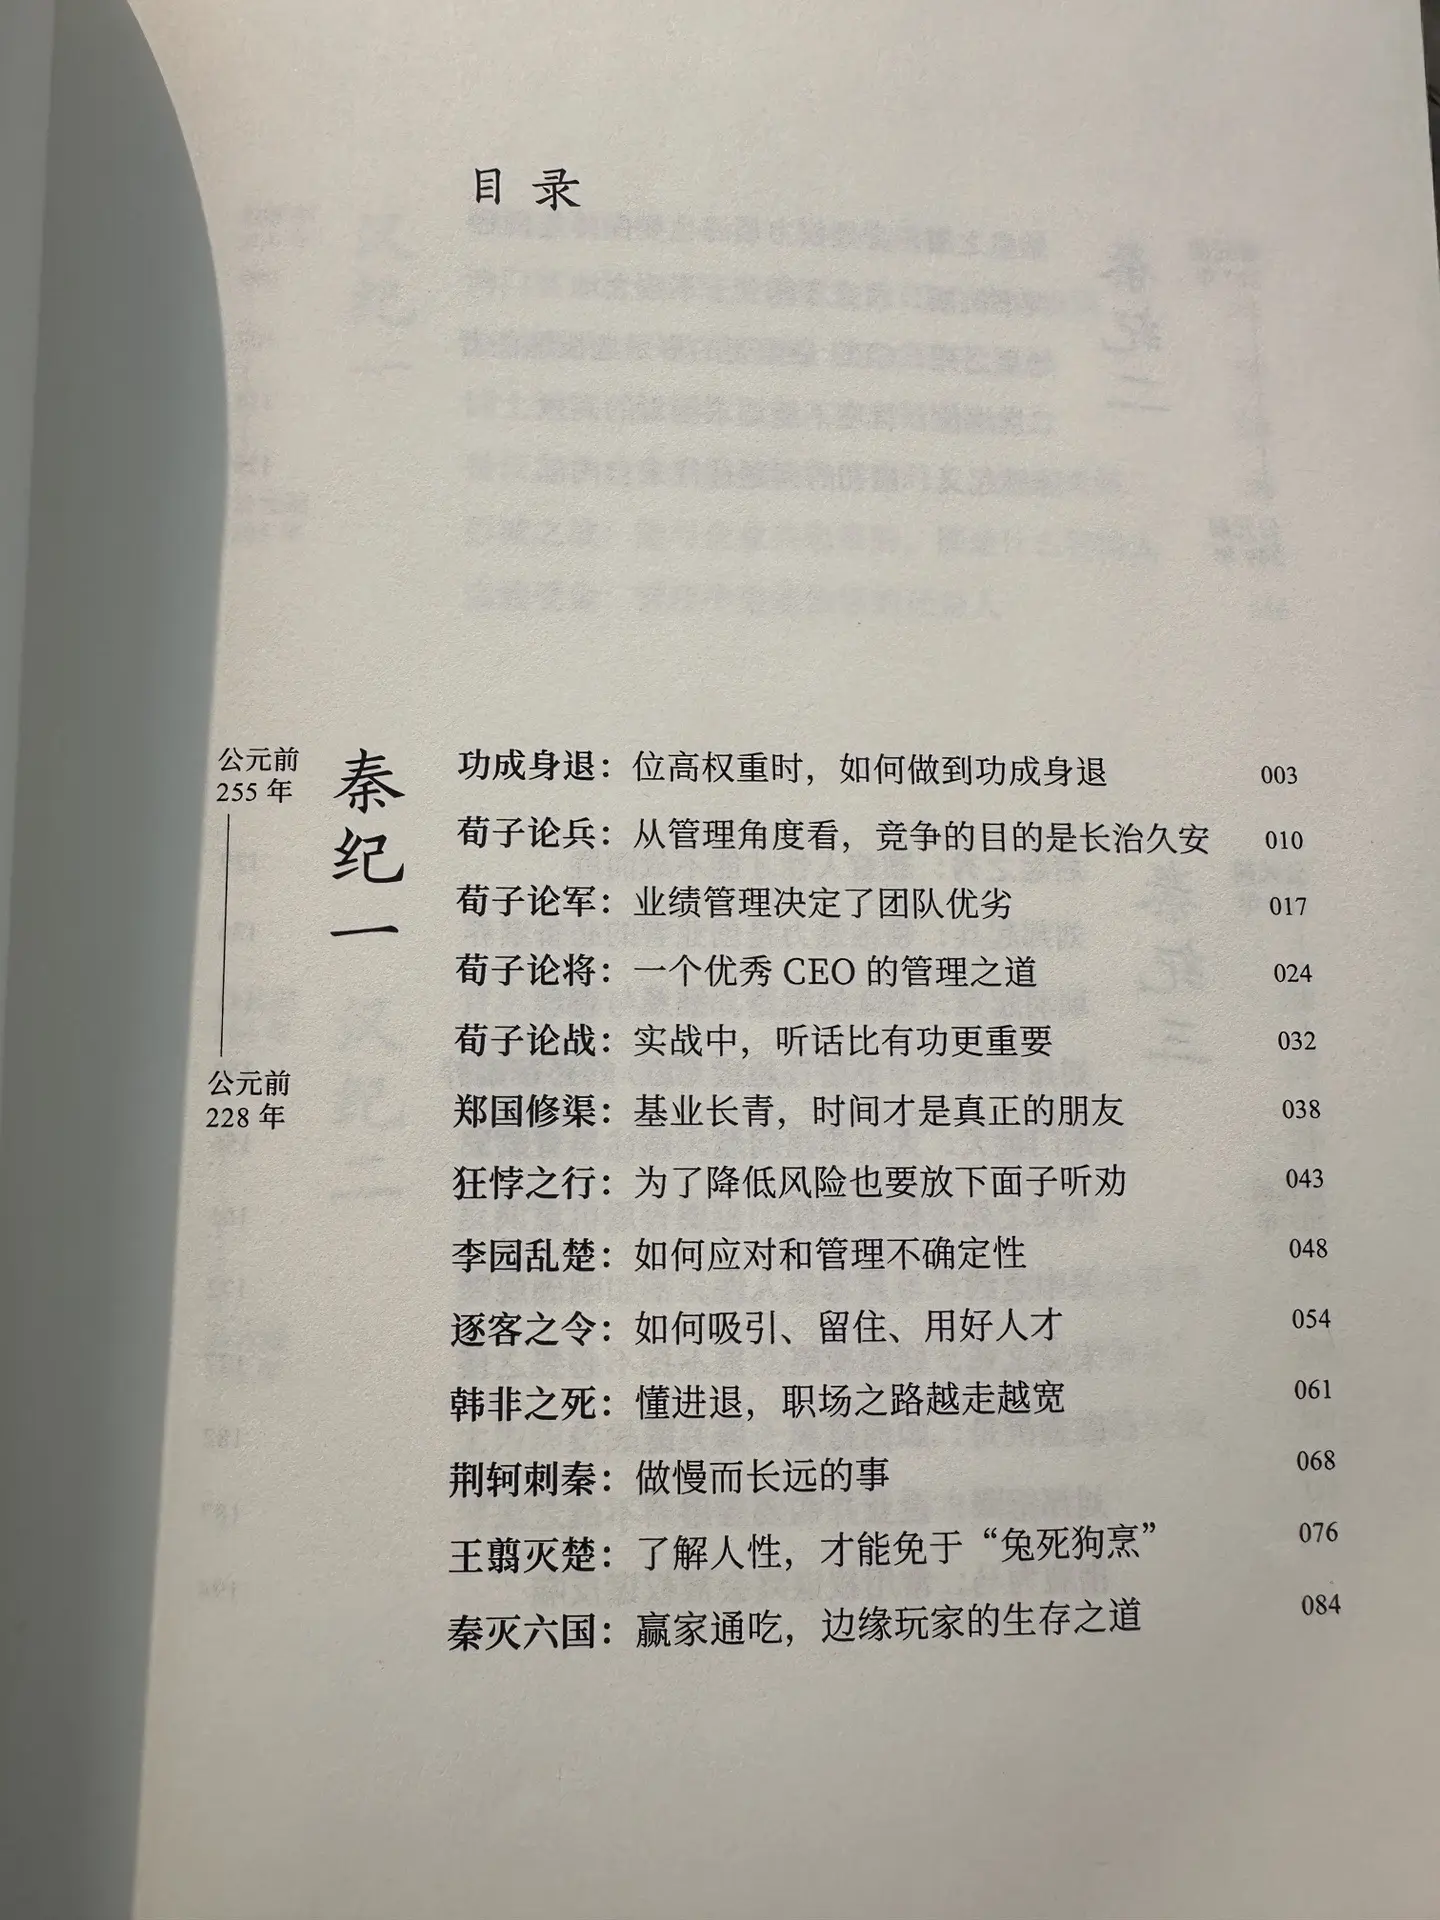 目录
公元前
255 年
公元前
228 年
秦纪一
功成身退：位高权重时，如何做到功成身退 003
荀子论兵：从管理角度看，竞争的目的是长治久安 010
荀子论军：业绩管理决定了团队优劣 017
荀子论将：一个优秀 CEO 的管理之道 024
荀子论战：实战中，听话比有功更重要 032
郑国修渠：基业长青，时间才是真正的朋友 038
狂悖之行：为了降低风险也要放下面子听劝 043
李园乱楚：如何应对和管理不确定性 048
逐客之令：如何吸引、留住、用好人才 054
韩非之死：懂进退，职场之路越走越宽 061
荆轲刺秦：做慢而长远的事 068
王翦灭楚：了解人性，才能免于“兔死狗烹” 076
秦灭六国：赢家通吃，边缘玩家的生存之道 084